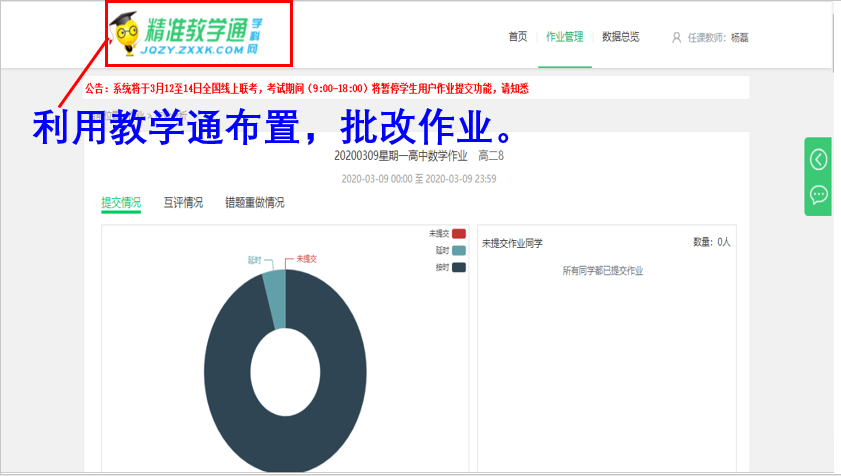 精准教学通 学科网
JQZY.ZXXK.COM
首页 作业管理 数据总览 任课教师：杨磊
公告：系统将于3月12至14日全国线上联考，考试期间（9:00-18:00）将暂停学生用户作业提交功能，请知悉
利用教学通布置，批改作业。
20200309星期一高中数学作业 高二8
2020-03-09 00:00 至 2020-03-09 23:59
提交情况 互评情况 错题重做情况
未提交
延时
按时
延时 未提交
未提交作业同学 数量：0人
所有同学都已提交作业